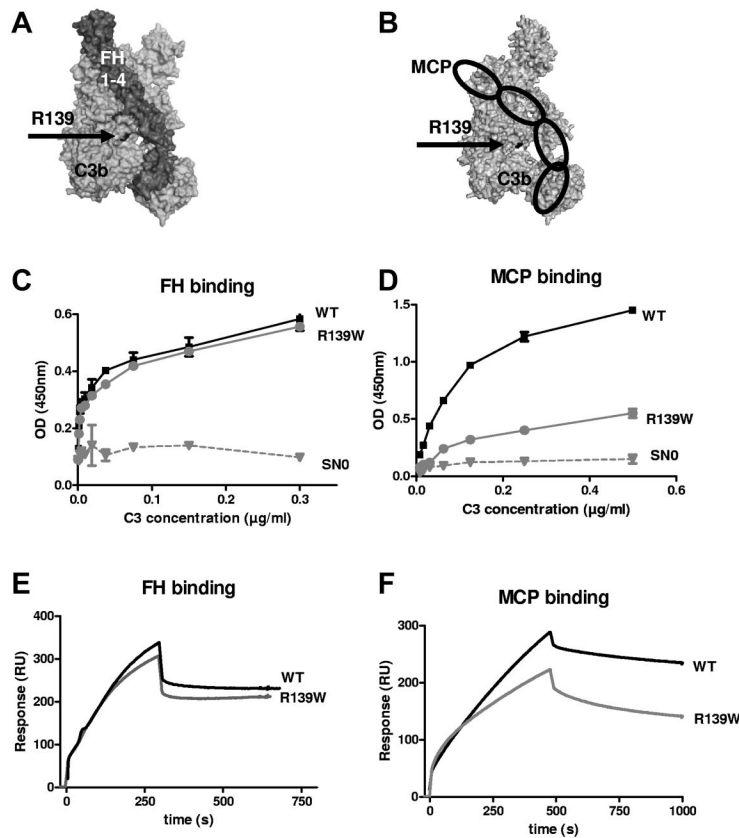 A
FH
1-4
R139
C3b
B
MCP
R139
C3b
C
FH binding
OD (450nm)
0.6
0.4
0.2
0.0
0.0
0.1
0.2
0.3
C3 concentration (µg/ml)
WT
R139W
SN0
D
MCP binding
OD (450nm)
1.5
1.0
0.5
0.0
0.0
0.2
0.4
0.6
C3 concentration (µg/ml)
WT
R139W
SN0
E
FH binding
Response (RU)
400
300
200
100
0
0
250
500
750
time (s)
WT
R139W
F
MCP binding
Response (RU)
300
200
100
0
0
500
1000
time (s)
WT
R139W